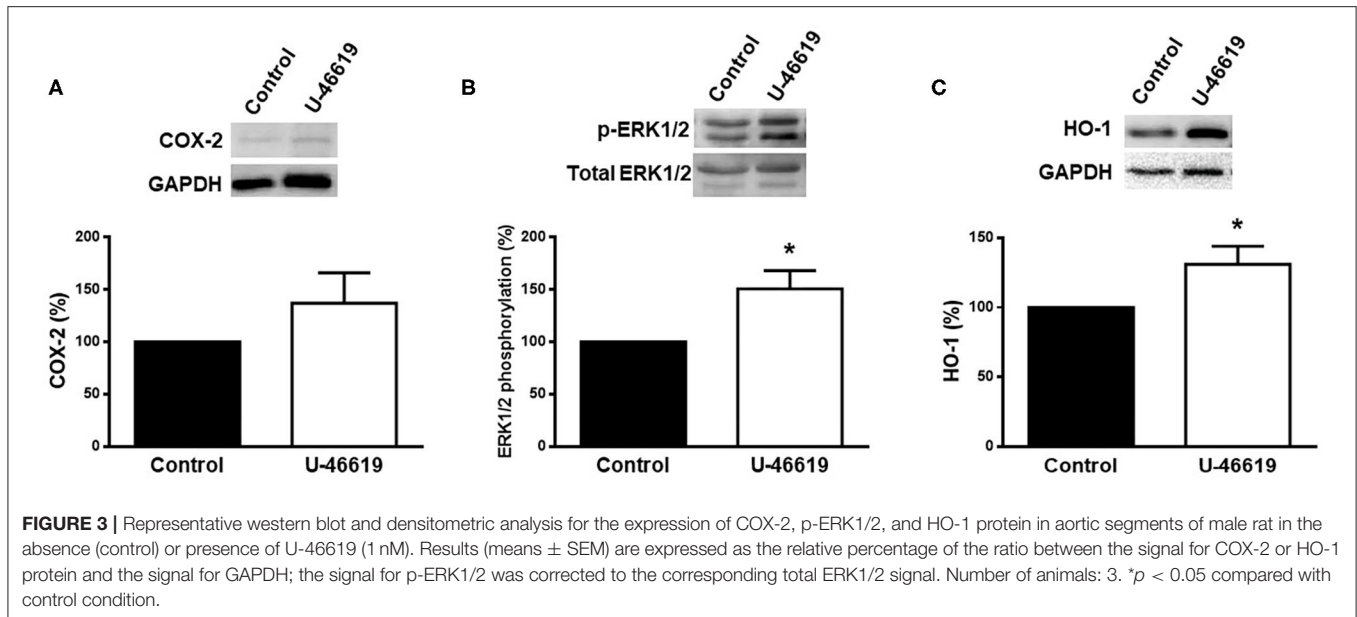 A
Control
U-46619
COX-2
GAPDH
200
150
100
50
0
COX-2 (%)
Control
U-46619
B
Control
U-46619
p-ERK1/2
Total ERK1/2
200
150
100
50
0
ERK1/2 phosphorylation (%)
*
Control
U-46619
C
Control
U-46619
HO-1
GAPDH
150
100
50
0
HO-1 (%)
*
Control
U-46619
FIGURE 3 | Representative western blot and densitometric analysis for the expression of COX-2, p-ERK1/2, and HO-1 protein in aortic segments of male rat in the
absence (control) or presence of U-46619 (1 nM). Results (means ± SEM) are expressed as the relative percentage of the ratio between the signal for COX-2 or HO-1
protein and the signal for GAPDH; the signal for p-ERK1/2 was corrected to the corresponding total ERK1/2 signal. Number of animals: 3. *p < 0.05 compared with
control condition.